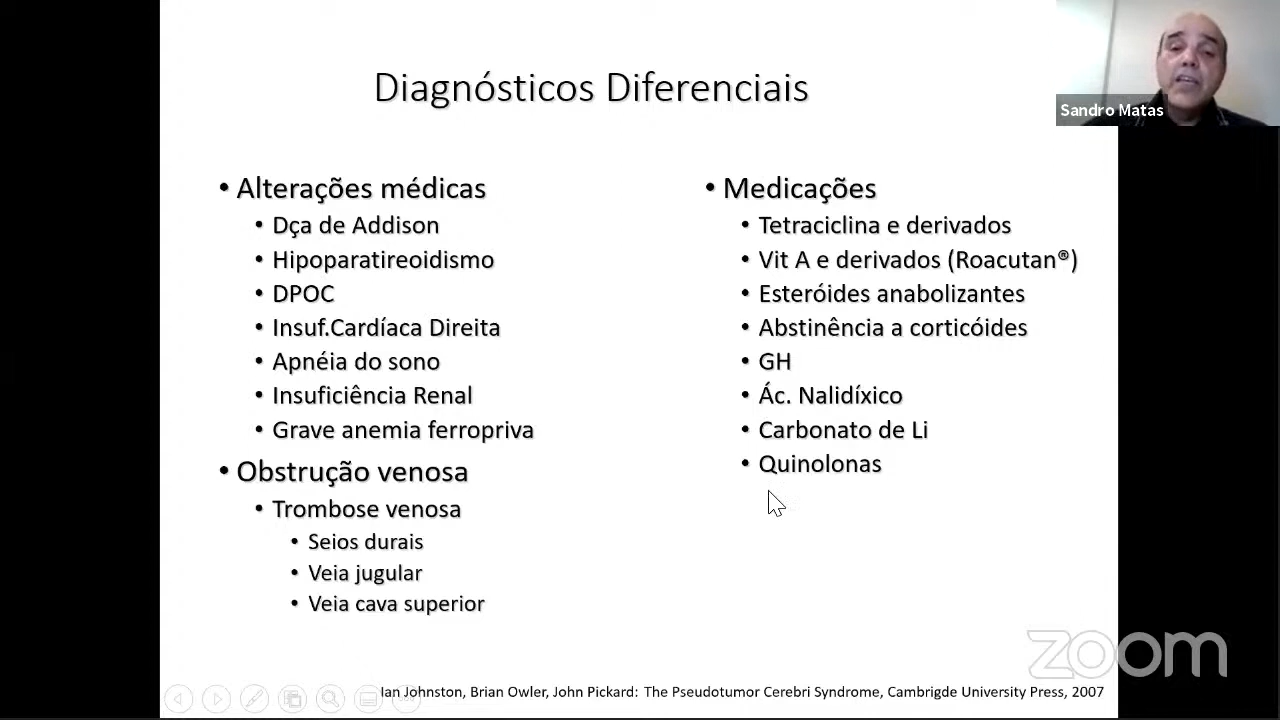 Diagnósticos Diferenciais
Sandro Matas
• Alterações médicas
• Dça de Addison
• Hipoparatireoidismo
• DPOC
• Insuf.Cardíaca Direita
• Apnéia do sono
• Insuficiência Renal
• Grave anemia ferropriva
• Obstrução venosa
• Trombose venosa
• Seios durais
• Veia jugular
• Veia cava superior
• Medicações
• Tetraciclina e derivados
• Vit A e derivados (Roacutan®)
• Esteróides anabolizantes
• Abstinência a corticóides
• GH
• Ác. Nalidíxico
• Carbonato de Li
• Quinolonas
zoom
Ian Johnston, Brian Owler, John Pickard: The Pseudotumor Cerebri Syndrome, Cambrigde University Press, 2007